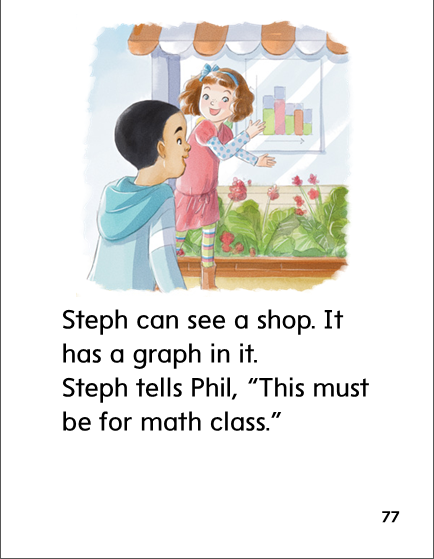 Steph can see a shop. It
has a graph in it.
Steph tells Phil, "This must
be for math class."
77